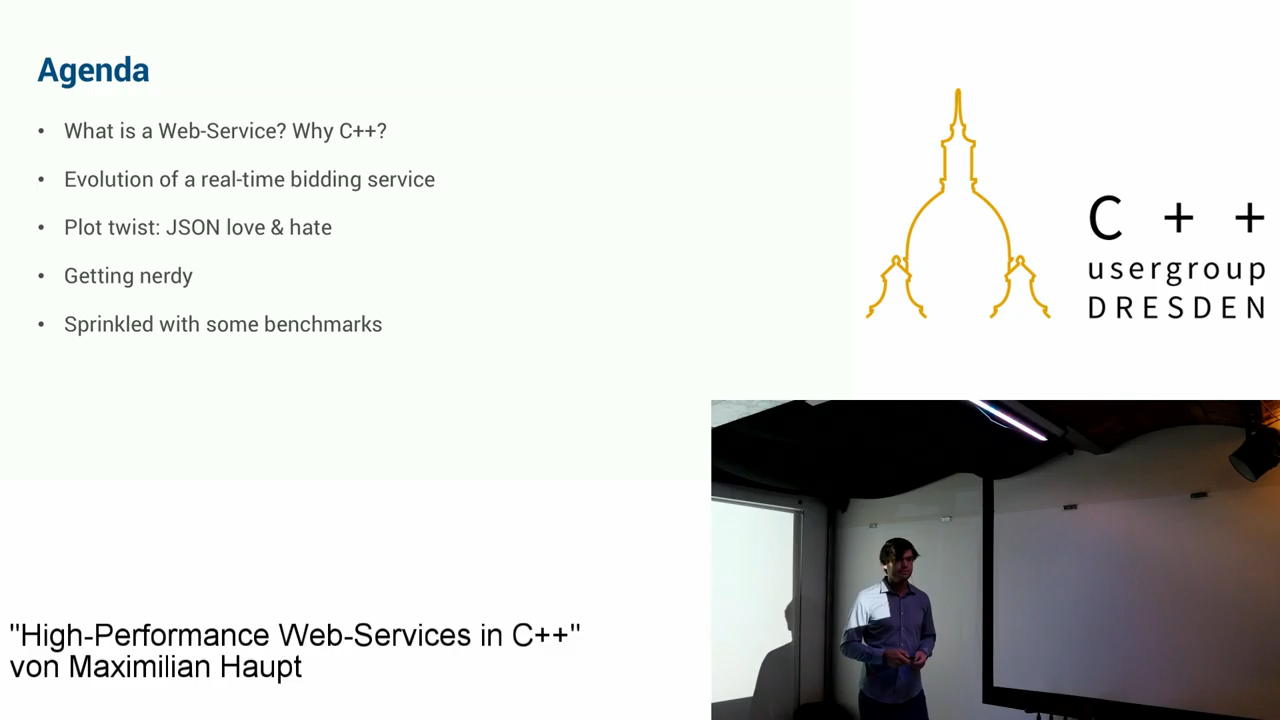 Agenda
• What is a Web-Service? Why C++?
• Evolution of a real-time bidding service
• Plot twist: JSON love & hate
• Getting nerdy
• Sprinkled with some benchmarks
C + +
usergroup
DRESDEN
"High-Performance Web-Services in C++"
von Maximilian Haupt